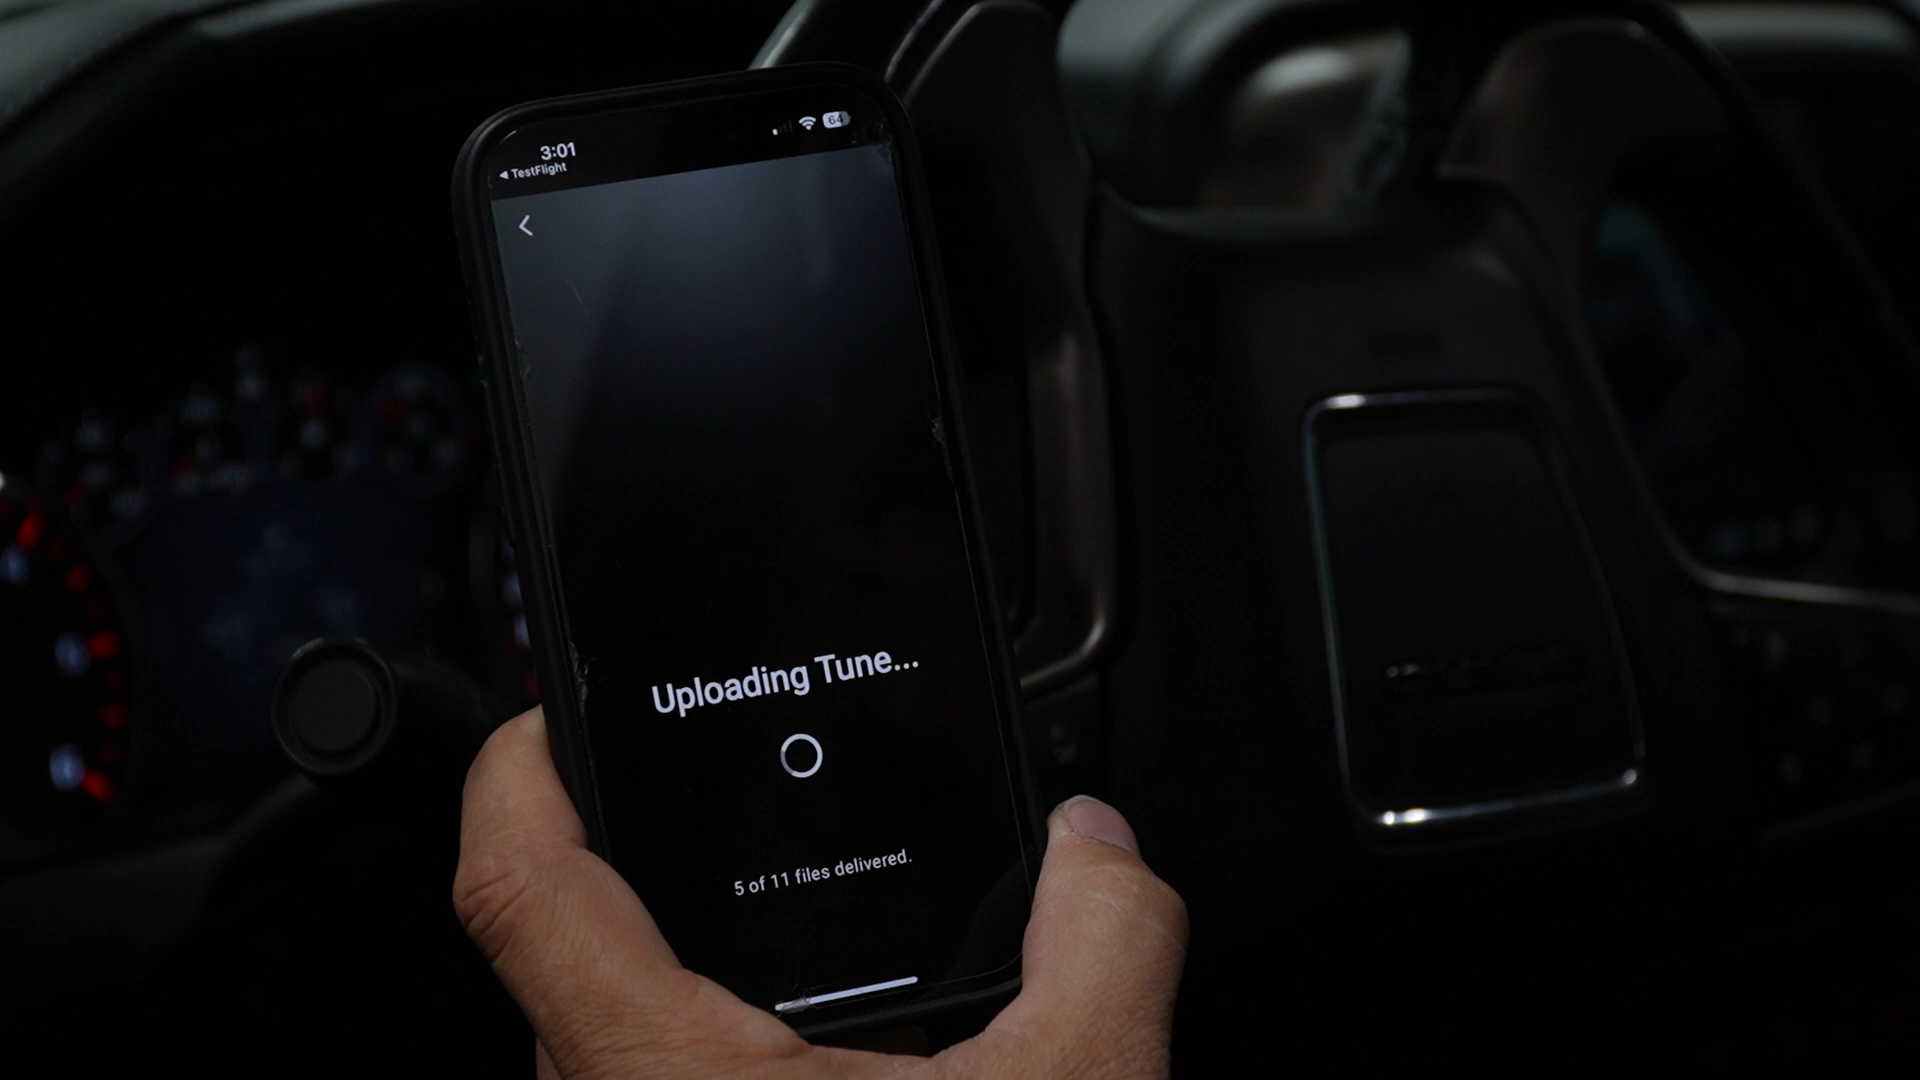 3:01
64
◀ TestFlight
Uploading Tune...
5 of 11 files delivered.